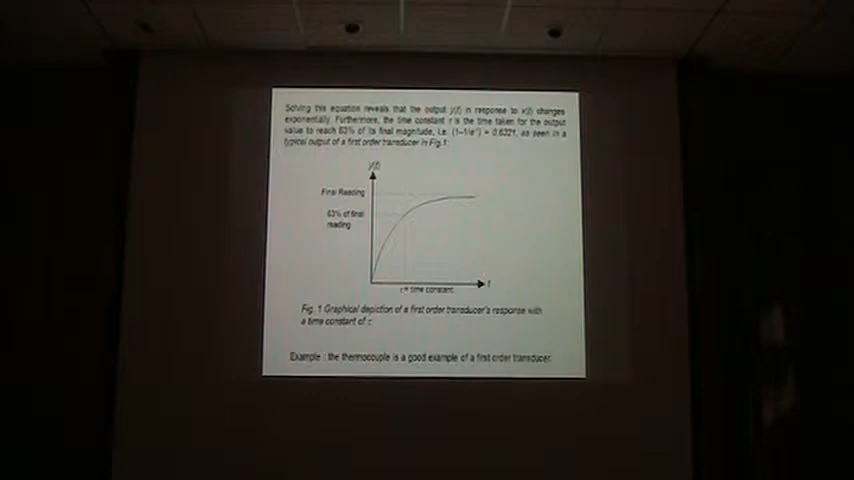 Solving this equation reveals that the output y(t) in response to x(t) changes
exponentially. Furthermore, the time constant τ is the time taken for the output
value to reach 63% of its final magnitude, i.e. (1–1/e¹) = 0.6321, as seen in a
typical output of a first order transducer in Fig.1:
y(t)
Final Reading
63% of final
reading
t
τ = time constant
Fig. 1 Graphical depiction of a first order transducer's response with
a time constant of τ.
Example : the thermocouple is a good example of a first order transducer.